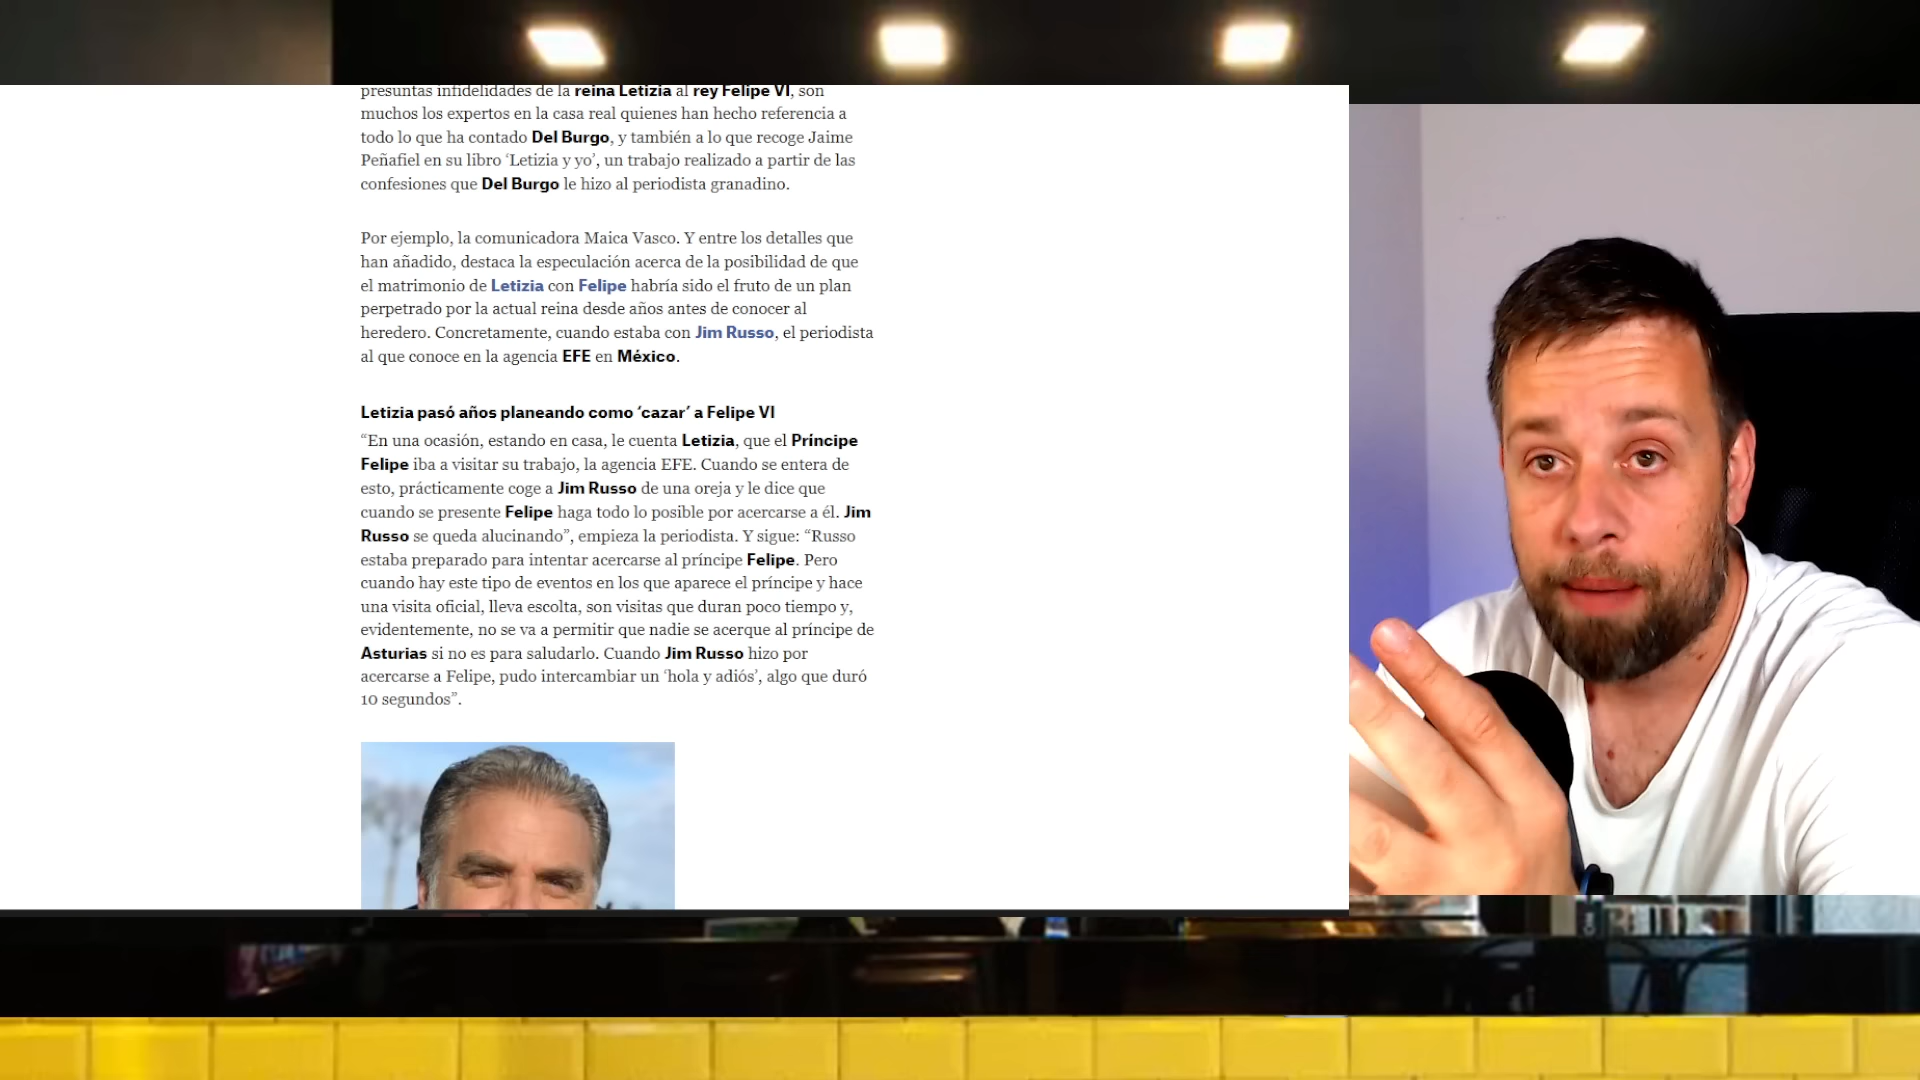 presuntas infidelidades de la reina Letizia al rey Felipe VI, son
muchos los expertos en la casa real quienes han hecho referencia a
todo lo que ha contado Del Burgo, y también a lo que recoge Jaime
Peñafiel en su libro ‘Letizia y yo’, un trabajo realizado a partir de las
confesiones que Del Burgo le hizo al periodista granadino.
Por ejemplo, la comunicadora Maica Vasco. Y entre los detalles que
han añadido, destaca la especulación acerca de la posibilidad de que
el matrimonio de Letizia con Felipe habría sido el fruto de un plan
perpetrado por la actual reina desde años antes de conocer al
heredero. Concretamente, cuando estaba con Jim Russo, el periodista
al que conoce en la agencia EFE en México.
Letizia pasó años planeando como ‘cazar’ a Felipe VI
“En una ocasión, estando en casa, le cuenta Letizia, que el Príncipe
Felipe iba a visitar su trabajo, la agencia EFE. Cuando se entera de
esto, prácticamente coge a Jim Russo de una oreja y le dice que
cuando se presente Felipe haga todo lo posible por acercarse a él. Jim
Russo se queda alucinando”, empieza la periodista. Y sigue: “Russo
estaba preparado para intentar acercarse al príncipe Felipe. Pero
cuando hay este tipo de eventos en los que aparece el príncipe y hace
una visita oficial, lleva escolta, son visitas que duran poco tiempo y,
evidentemente, no se va a permitir que nadie se acerque al príncipe de
Asturias si no es para saludarlo. Cuando Jim Russo hizo por
acercarse a Felipe, pudo intercambiar un ‘hola y adiós’, algo que duró
10 segundos”.